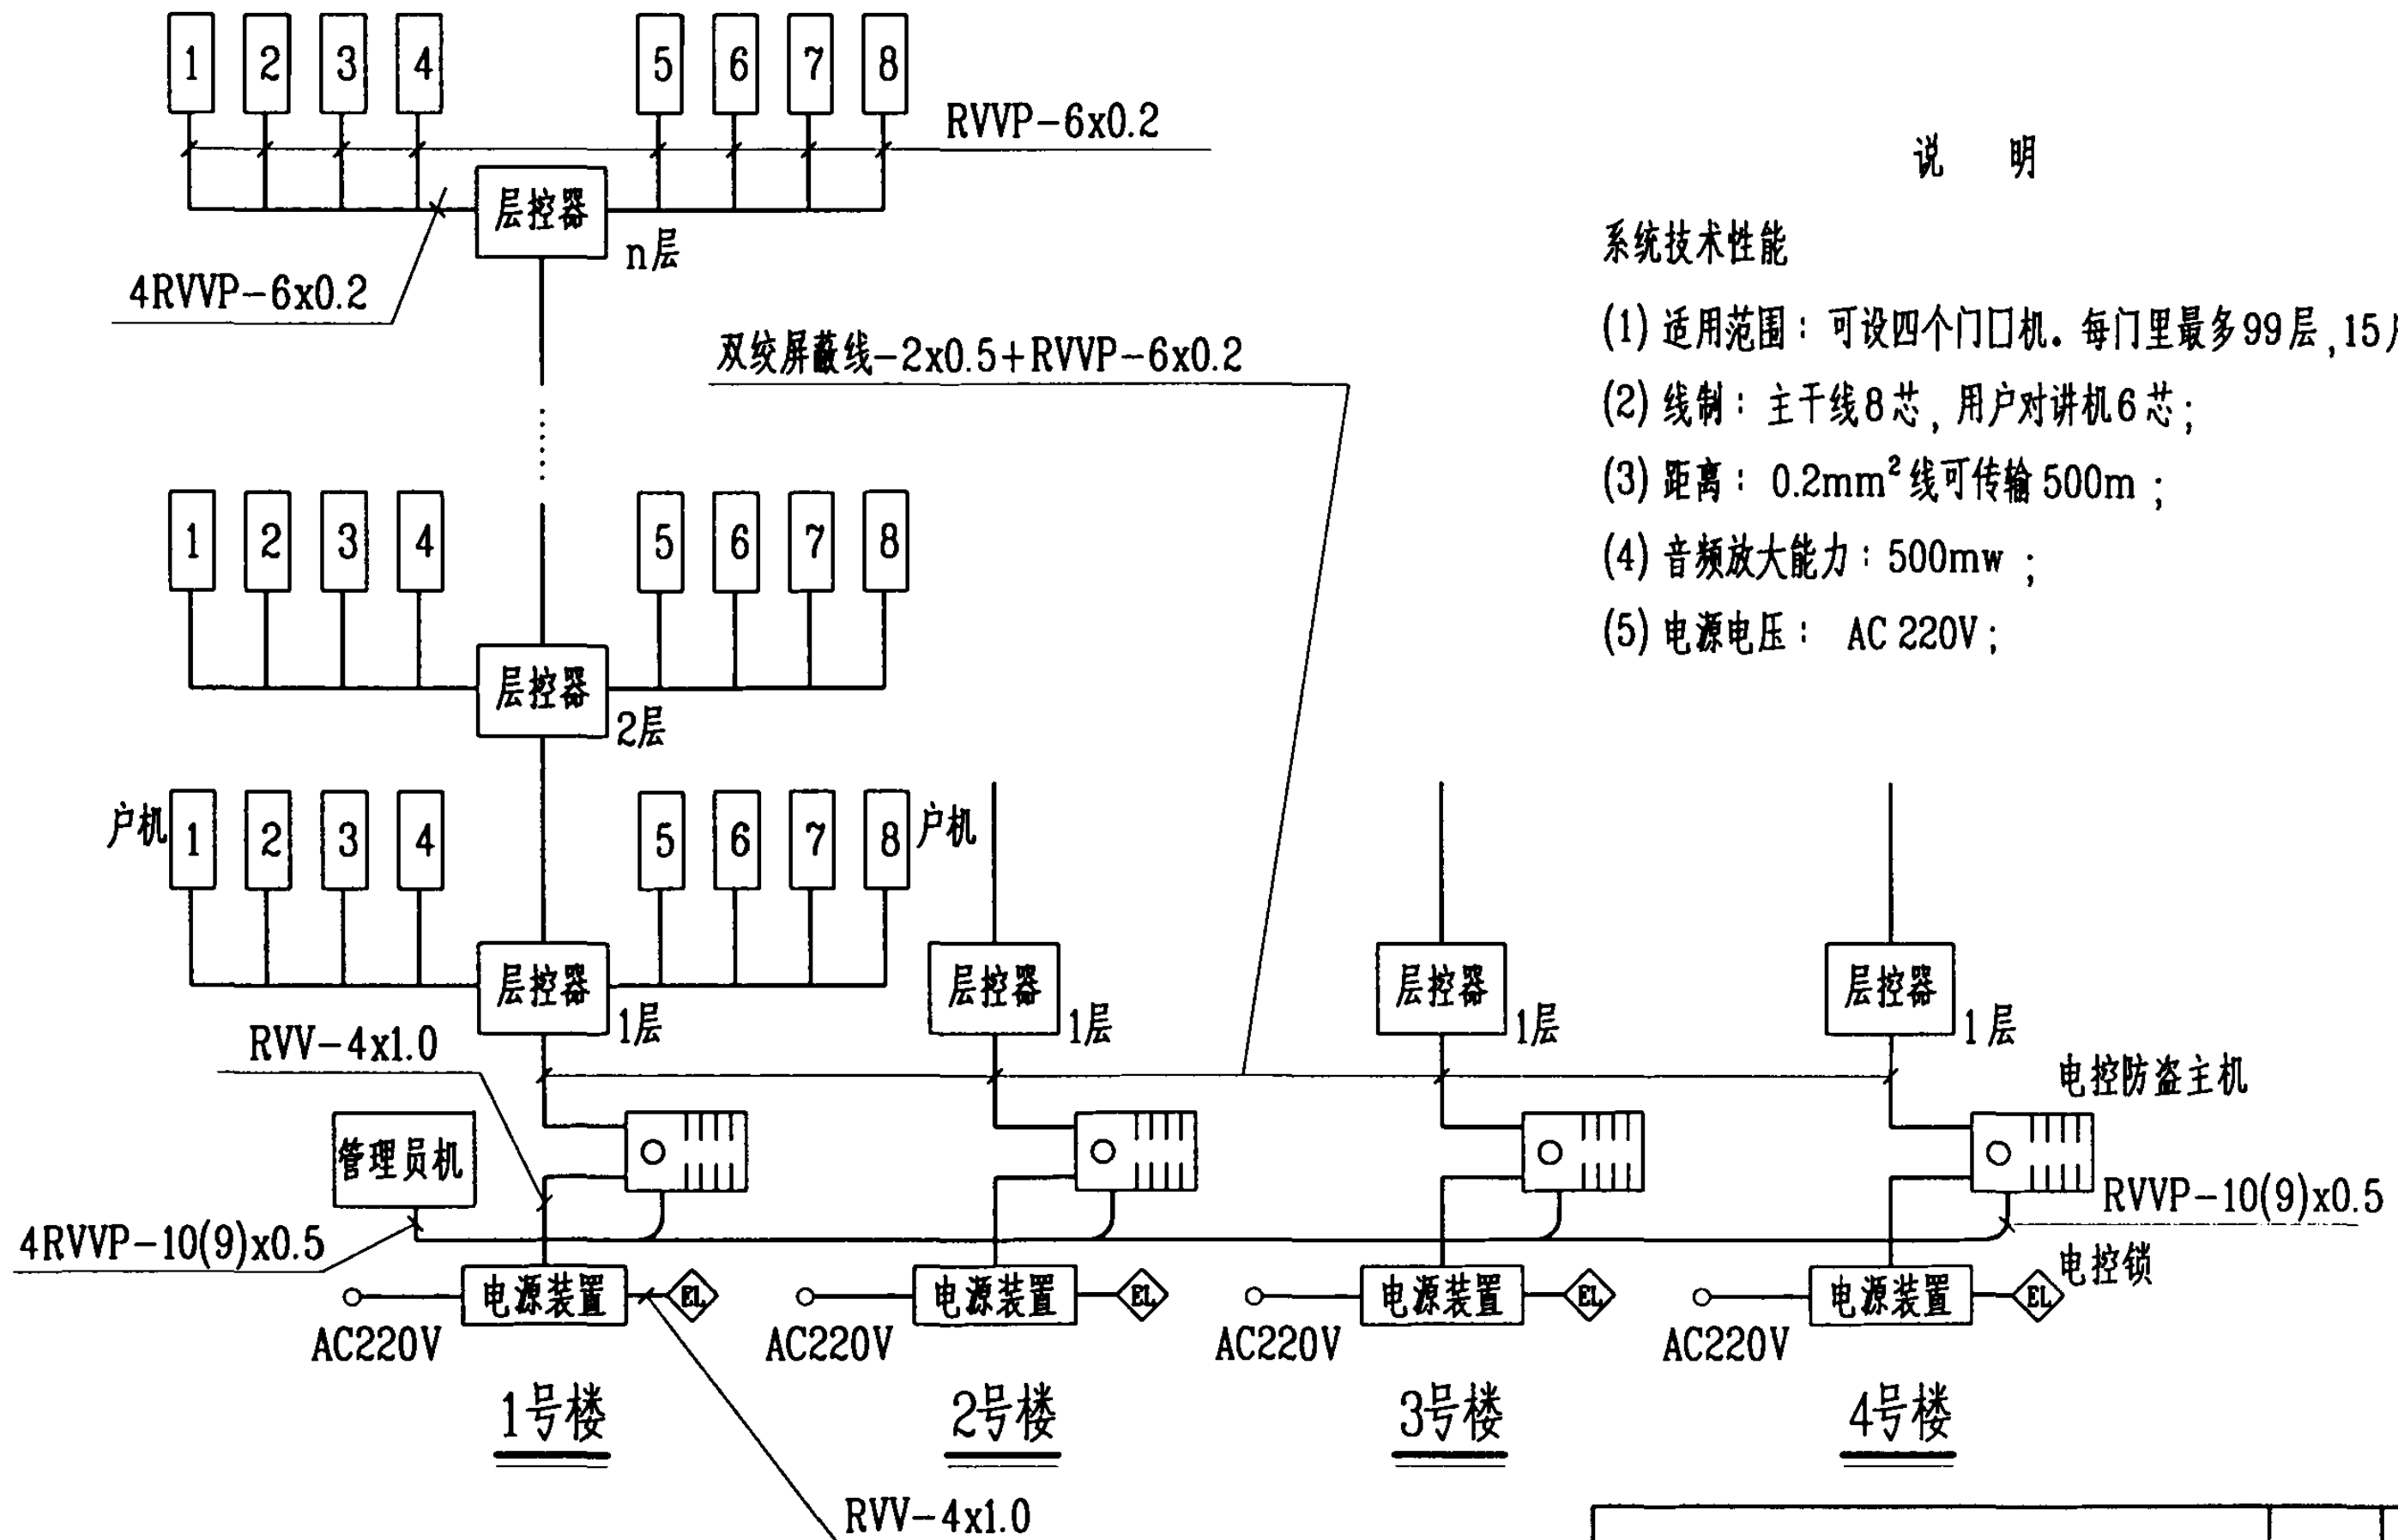 1 2 3 4 5 6 7 8
RVVP-6x0.2
层控器
n层
4RVVP-6x0.2
说 明
系统技术性能
(1) 适用范围：可设四个门口机. 每门里最多99层,15
(2) 线制：主干线8芯, 用户对讲机6芯;
(3) 距离：0.2mm²线可传输500m;
(4) 音频放大能力：500mw;
(5) 电源电压：AC 220V;
双绞屏蔽线-2x0.5+RVVP-6x0.2
1 2 3 4 5 6 7 8
层控器
2层
户机 1 2 3 4 5 6 7 8 户机
层控器 层控器 层控器 层控器
1层 1层 1层 1层
RVV-4x1.0
电控防盗主机
管理员机
RVVP-10(9)x0.5
4RVVP-10(9)x0.5
电控锁
电源装置 EL 电源装置 EL 电源装置 EL 电源装置 EL
AC220V AC220V AC220V AC220V
1号楼 2号楼 3号楼 4号楼
RVV-4x1.0